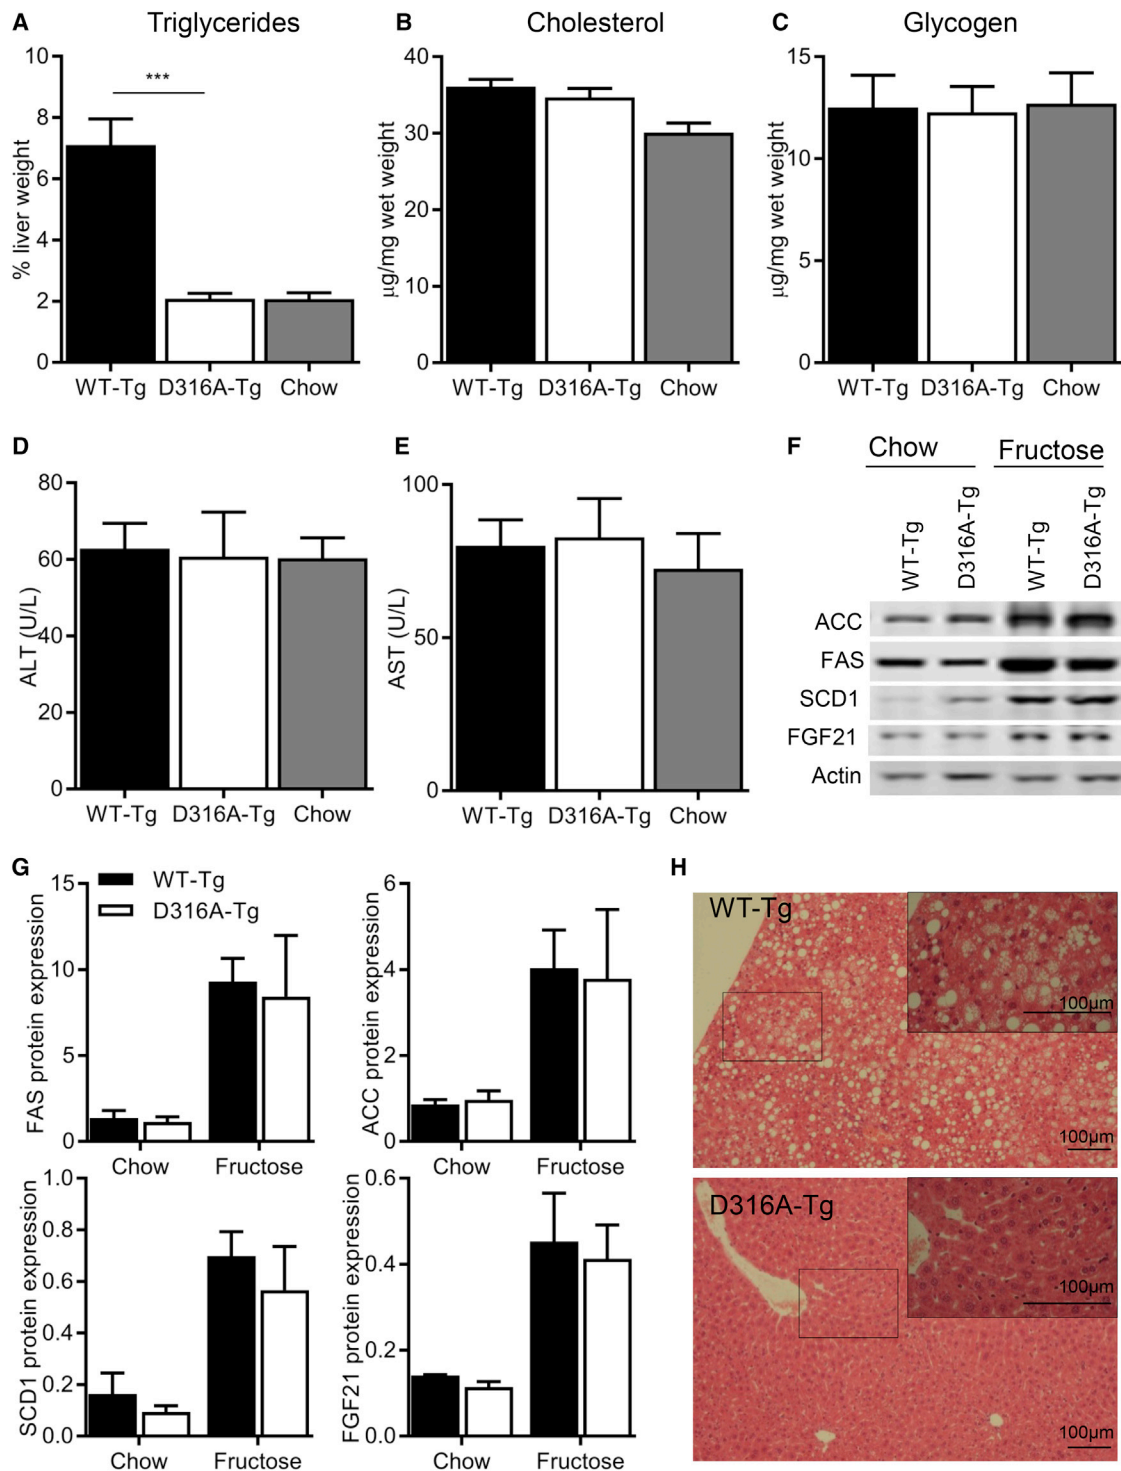 A Triglycerides
10
8
6
4
2
0
% liver weight
***
WT-Tg D316A-Tg Chow
B Cholesterol
40
30
20
10
0
µg/mg wet weight
WT-Tg D316A-Tg Chow
C Glycogen
15
10
5
0
µg/mg wet weight
WT-Tg D316A-Tg Chow
D
80
60
40
20
0
ALT (U/L)
WT-Tg D316A-Tg Chow
E
100
50
0
AST (U/L)
WT-Tg D316A-Tg Chow
F Chow Fructose
WT-Tg D316A-Tg WT-Tg D316A-Tg
ACC
FAS
SCD1
FGF21
Actin
G
WT-Tg
D316A-Tg
15
10
5
0
FAS protein expression
Chow Fructose
6
4
2
0
ACC protein expression
Chow Fructose
1.0
0.8
0.6
0.4
0.2
0.0
SCD1 protein expression
Chow Fructose
0.6
0.4
0.2
0.0
FGF21 protein expression
Chow Fructose
H
WT-Tg
100µm
100µm
D316A-Tg
100µm
100µm